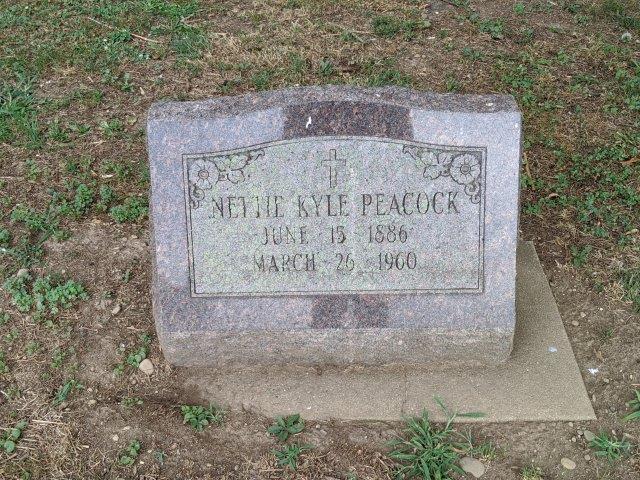 NETTIE KYLE PEACOCK
JUNE 15 1886
MARCH 26 1960